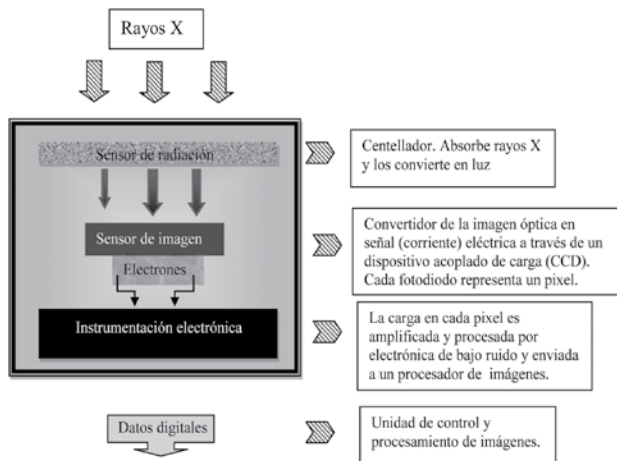 Rayos X
Sensor de radiación
Centellador. Absorbe rayos X
y los convierte en luz
Sensor de imagen
Electrones
Convertidor de la imagen óptica en
señal (corriente) eléctrica a través de un
dispositivo acoplado de carga (CCD).
Cada fotodiodo representa un pixel.
Instrumentación electrónica
La carga en cada pixel es
amplificada y procesada por
electrónica de bajo ruido y enviada
a un procesador de imágenes.
Datos digitales
Unidad de control y
procesamiento de imágenes.